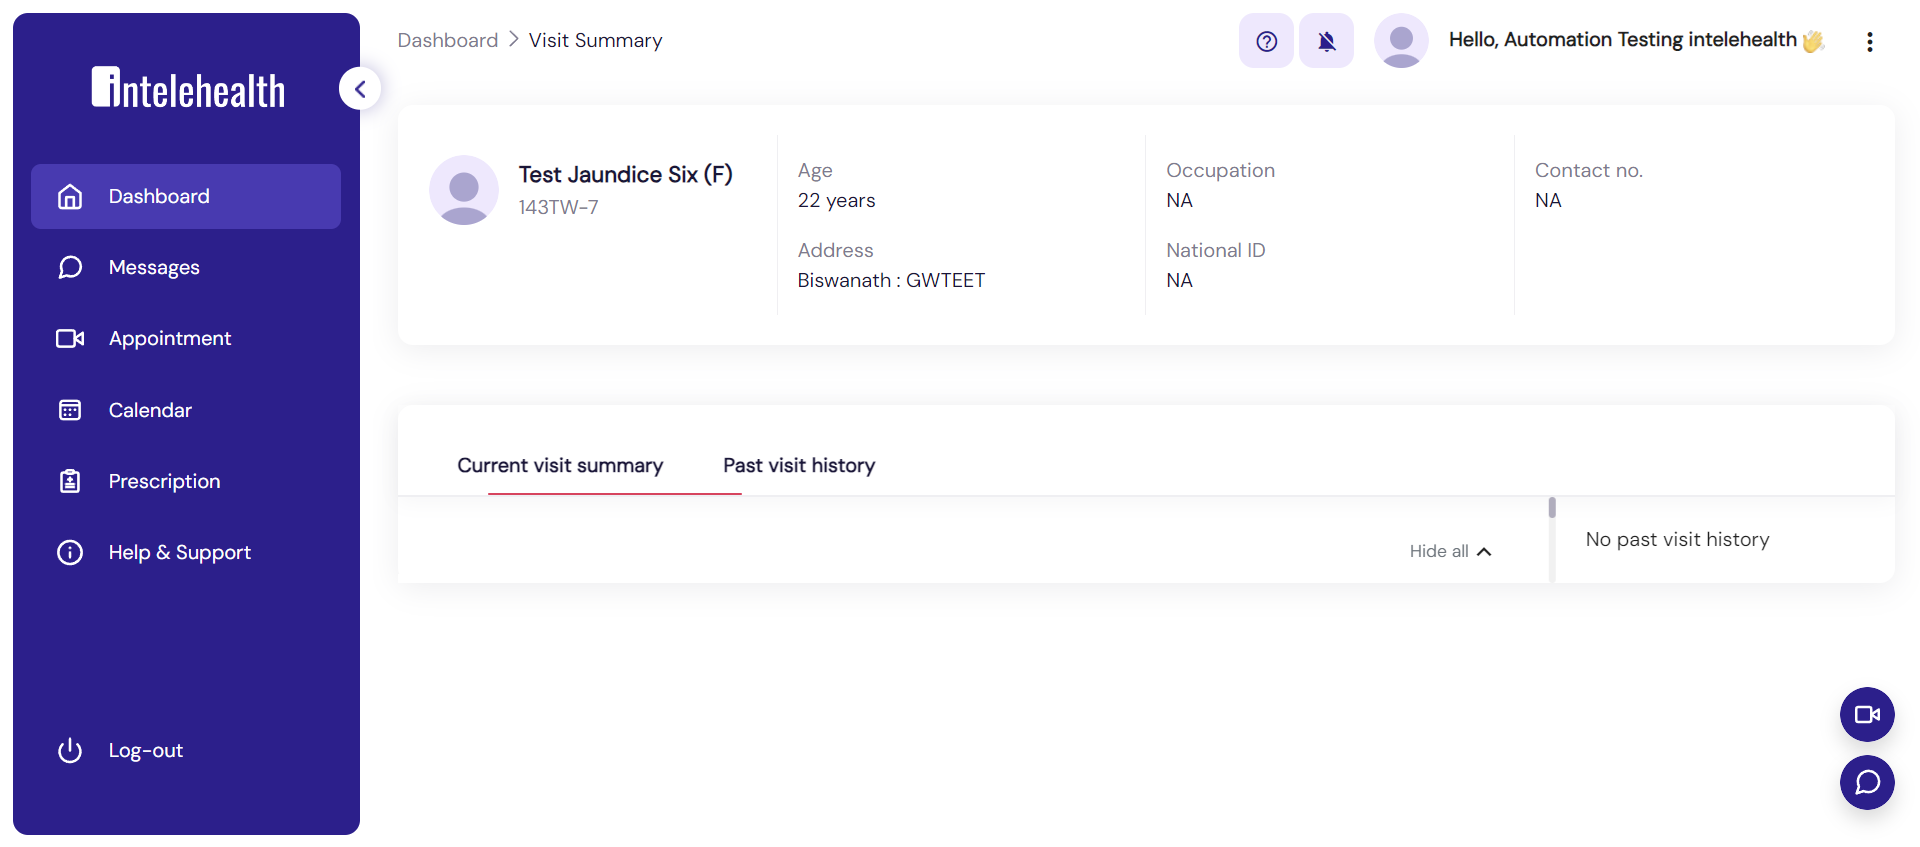 intelehealth
Dashboard
Messages
Appointment
Calendar
Prescription
Help & Support
Log-out
Dashboard > Visit Summary
Hello, Automation Testing intelehealth 👋
Test Jaundice Six (F)
143TW-7
Age
22 years
Address
Biswanath : GWTEET
Occupation
NA
National ID
NA
Contact no.
NA
Current visit summary
Past visit history
Hide all
No past visit history